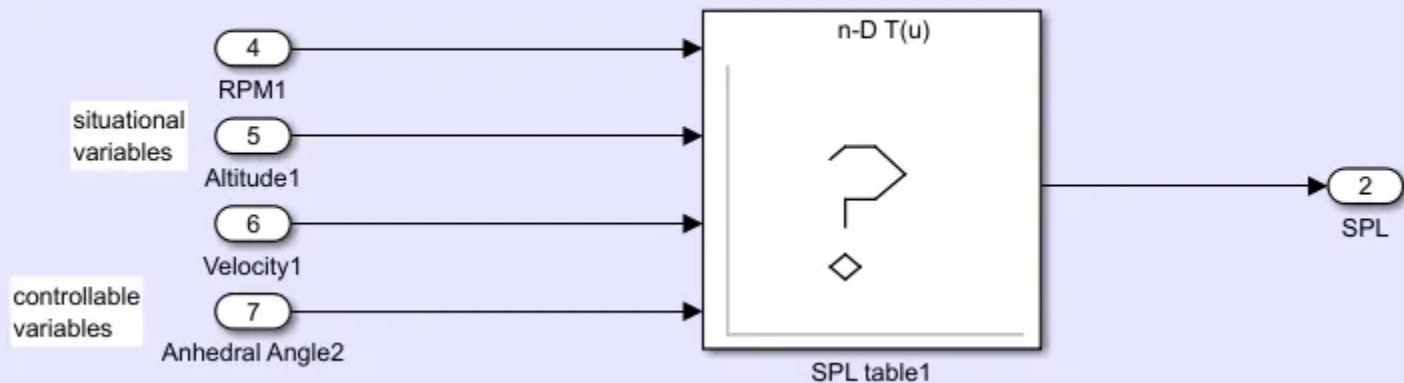 n-D T(u)
4
RPM1
situational
variables
5
Altitude1
6
Velocity1
controllable
variables
7
Anhedral Angle2
2
SPL
SPL table1